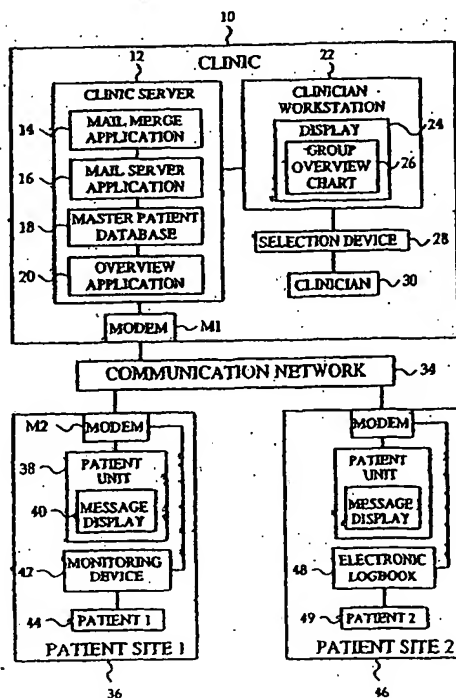 10
CLINIC
12
CLINIC SERVER
14
MAIL MERGE
APPLICATION
16
MAIL SERVER
APPLICATION
18
MASTER PATIENT
DATABASE
20
OVERVIEW
APPLICATION
22
CLINICIAN
WORKSTATION
DISPLAY
24
GROUP
OVERVIEW
CHART
26
SELECTION DEVICE
28
CLINICIAN
30
MODEM
M1
COMMUNICATION NETWORK
34
M2
MODEM
38
PATIENT
UNIT
40
MESSAGE
DISPLAY
42
MONITORING
DEVICE
44
PATIENT 1
PATIENT SITE 1
36
MODEM
PATIENT
UNIT
MESSAGE
DISPLAY
48
ELECTRONIC
LOGBOOK
49
PATIENT 2
PATIENT SITE 2
46